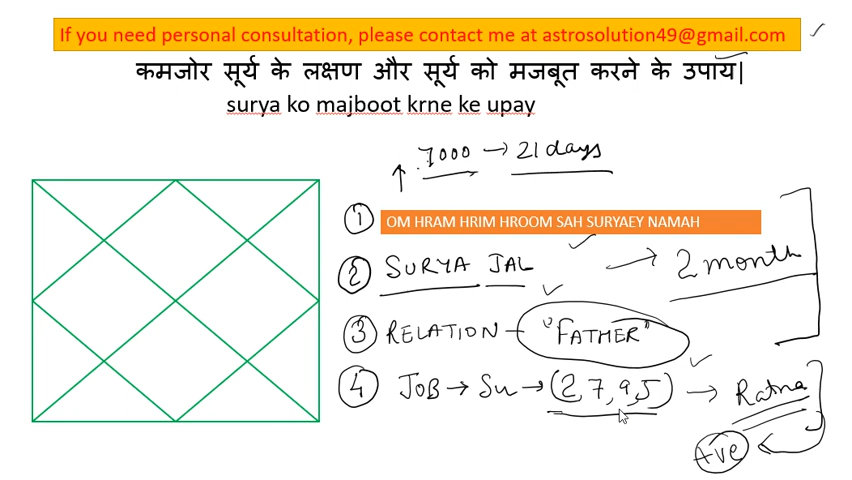 If you need personal consultation, please contact me at astrosolution49@gmail.com
कमजोर सूर्य के लक्षण और सूर्य को मजबूत करने के उपाय|
surya ko majboot krne ke upay
↑ 7000 → 21 days
① OM HRAM HRIM HROOM SAH SURYAEY NAMAH
② SURYA JAL → 2 month
③ RELATION - "FATHER"
④ JOB → Su → (2,7,9,5) → Ratna
+ve